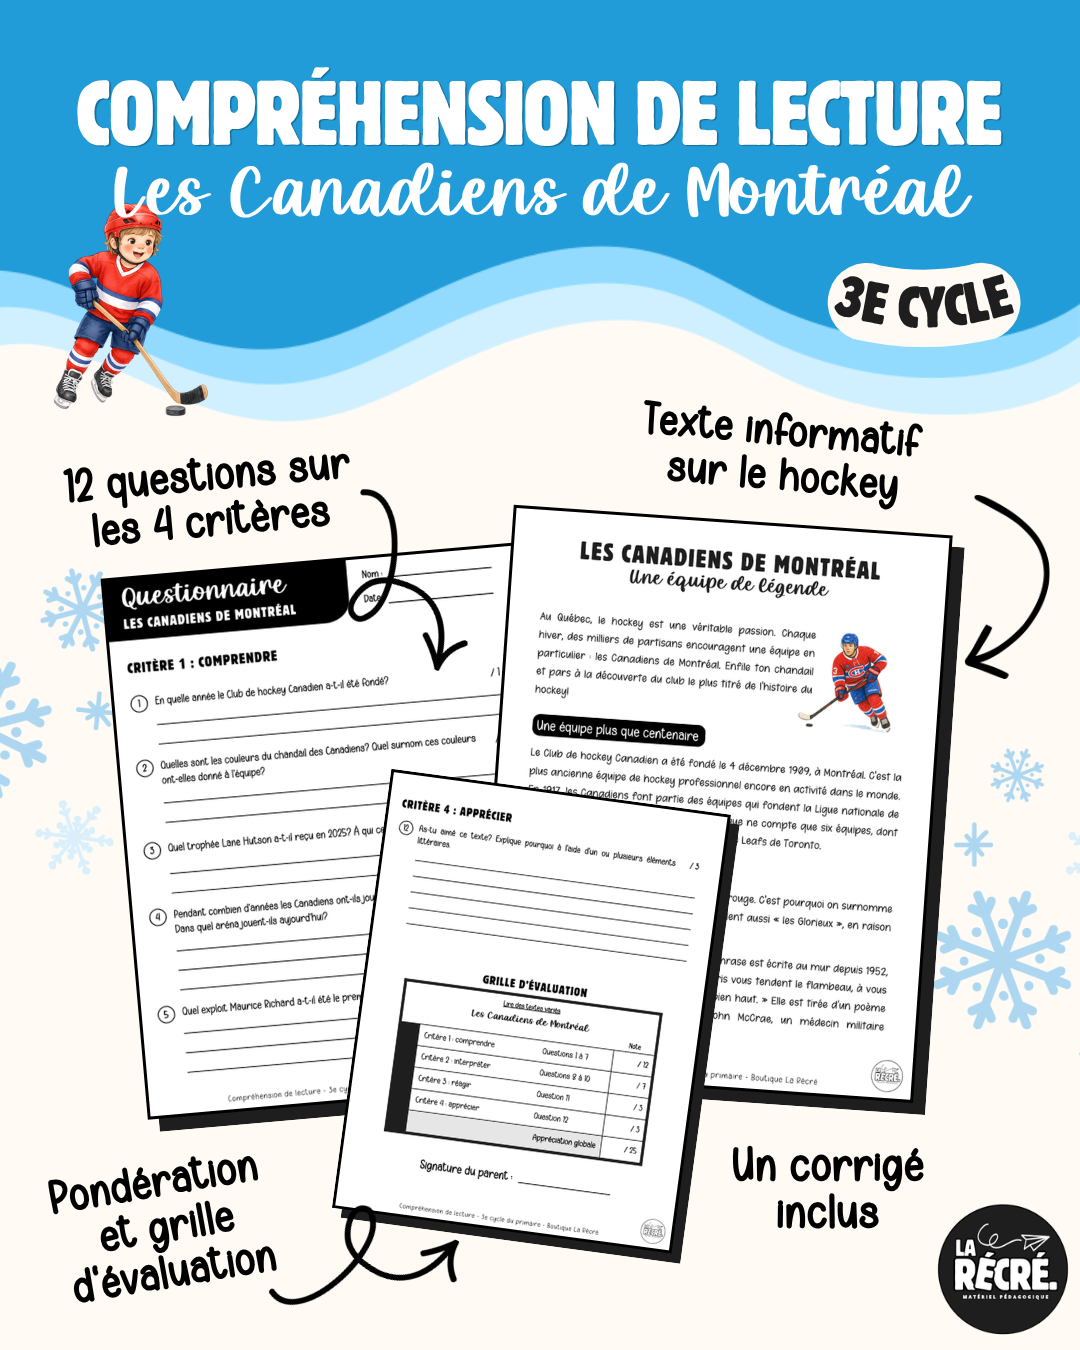 COMPRÉHENSION DE LECTURE
Les Canadiens de Montréal
3E CYCLE
Texte informatif
sur le hockey
12 questions sur
les 4 critères
Questionnaire
LES CANADIENS DE MONTRÉAL
Nom :
Date
CRITÈRE 1 : COMPRENDRE
1 En quelle année le Club de hockey Canadien a-t-il été fondé? / 1
2 Quelles sont les couleurs du chandail des Canadiens? Quel surnom ces couleurs
ont-elles donné à l'équipe?
3 Quel trophée Lane Hutson a-t-il reçu en 2025? À qui
4 Pendant combien d'années les Canadiens ont-ils
Dans quel aréna jouent-ils aujourd'hui?
5 Quel exploit Maurice Richard a-t-il été le
Compréhension de lecture - 3e
LES CANADIENS DE MONTRÉAL
Une équipe de légende
Au Québec, le hockey est une véritable passion. Chaque
hiver, des milliers de partisans encouragent une équipe en
particulier : les Canadiens de Montréal. Enfile ton chandail
et pars à la découverte du club le plus titré de l'histoire du
hockey!
Une équipe plus que centenaire
Le Club de hockey Canadien a été fondé le 4 décembre 1909, à Montréal. C'est la
plus ancienne équipe de hockey professionnel encore en activité dans le monde.
En 1917, les Canadiens font partie des équipes qui fondent la Ligue nationale de
ne compte que six équipes, dont
Leafs de Toronto.
rouge. C'est pourquoi on surnomme
aussi « les Glorieux », en raison
est écrite au mur depuis 1952,
vous tendent le flambeau, à vous
bien haut. » Elle est tirée d'un poème
John McCrae, un médecin militaire
primaire - Boutique La Récré
RÉCRÉ.
CRITÈRE 4 : APPRÉCIER
12 As-tu aimé ce texte? Explique pourquoi à l'aide d'un ou plusieurs éléments / 3
littéraires.
GRILLE D'ÉVALUATION
Lire des textes variés
Les Canadiens de Montréal
Note
Critère 1 : comprendre Questions 1 à 7 / 12
Critère 2 : interpréter Questions 8 à 10 / 7
Critère 3 : réagir Question 11 / 3
Critère 4 : apprécier Question 12 / 3
Appréciation globale / 25
Signature du parent :
Compréhension de lecture - 3e cycle du primaire - Boutique La Récré
RÉCRÉ.
Pondération
et grille
d'évaluation
Un corrigé
inclus
LA
RÉCRÉ.
MATÉRIEL PÉDAGOGIQUE